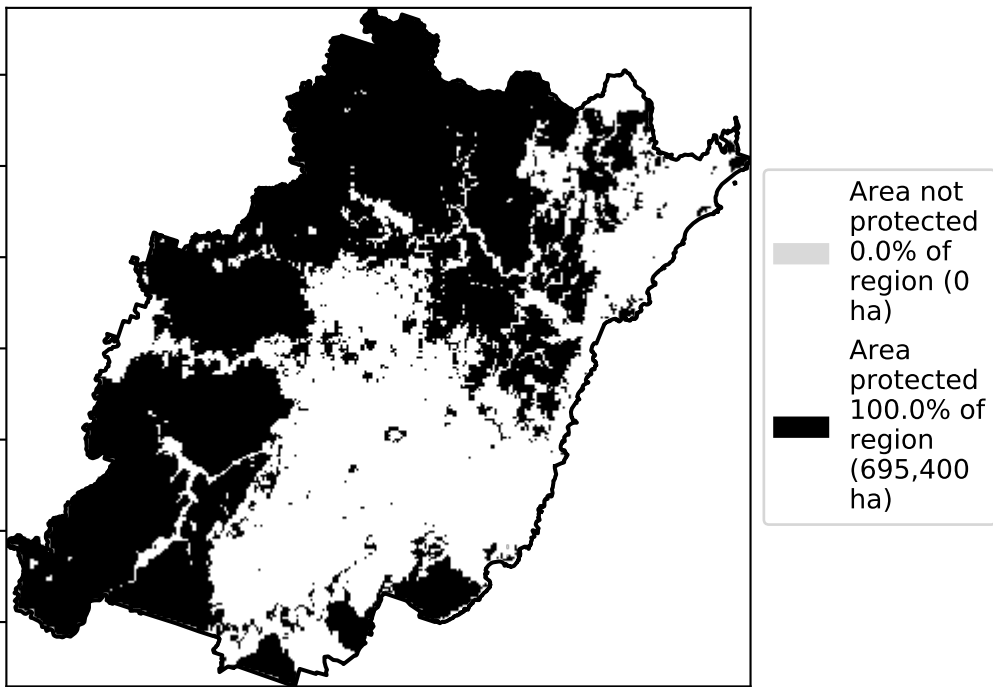 Area not
protected
0.0% of
region (0
ha)
Area
protected
100.0% of
region
(695,400
ha)